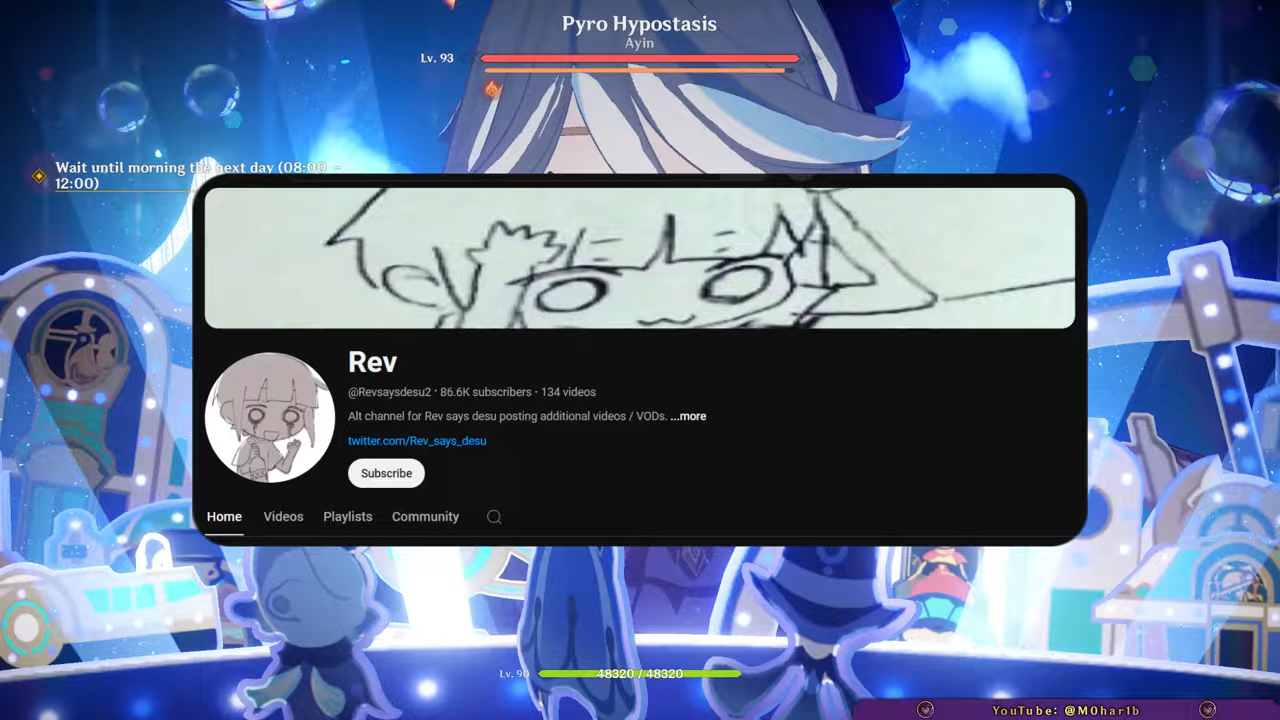 Pyro Hypostasis
Ayin
Lv. 93
Wait until morning the next day (08:00 -
12:00)
Rev
@Revsaysdesu2 · 86.6K subscribers · 134 videos
Alt channel for Rev says desu posting additional videos / VODs. ...more
twitter.com/Rev_says_desu
Subscribe
Home Videos Playlists Community
Lv. 90 48320 / 48320
YouTube: @M0har1b